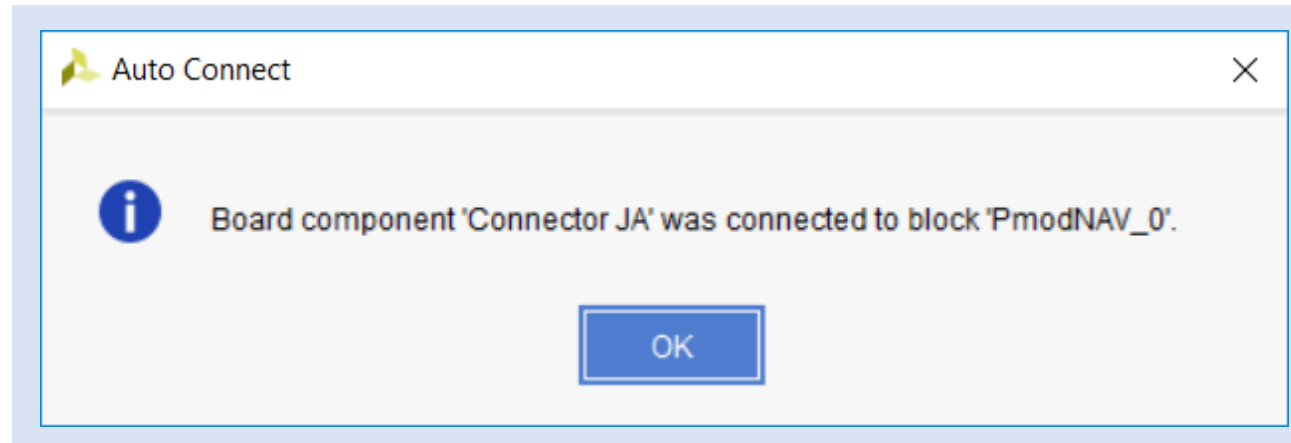 Auto Connect
Board component 'Connector JA' was connected to block 'PmodNAV_0'.
OK